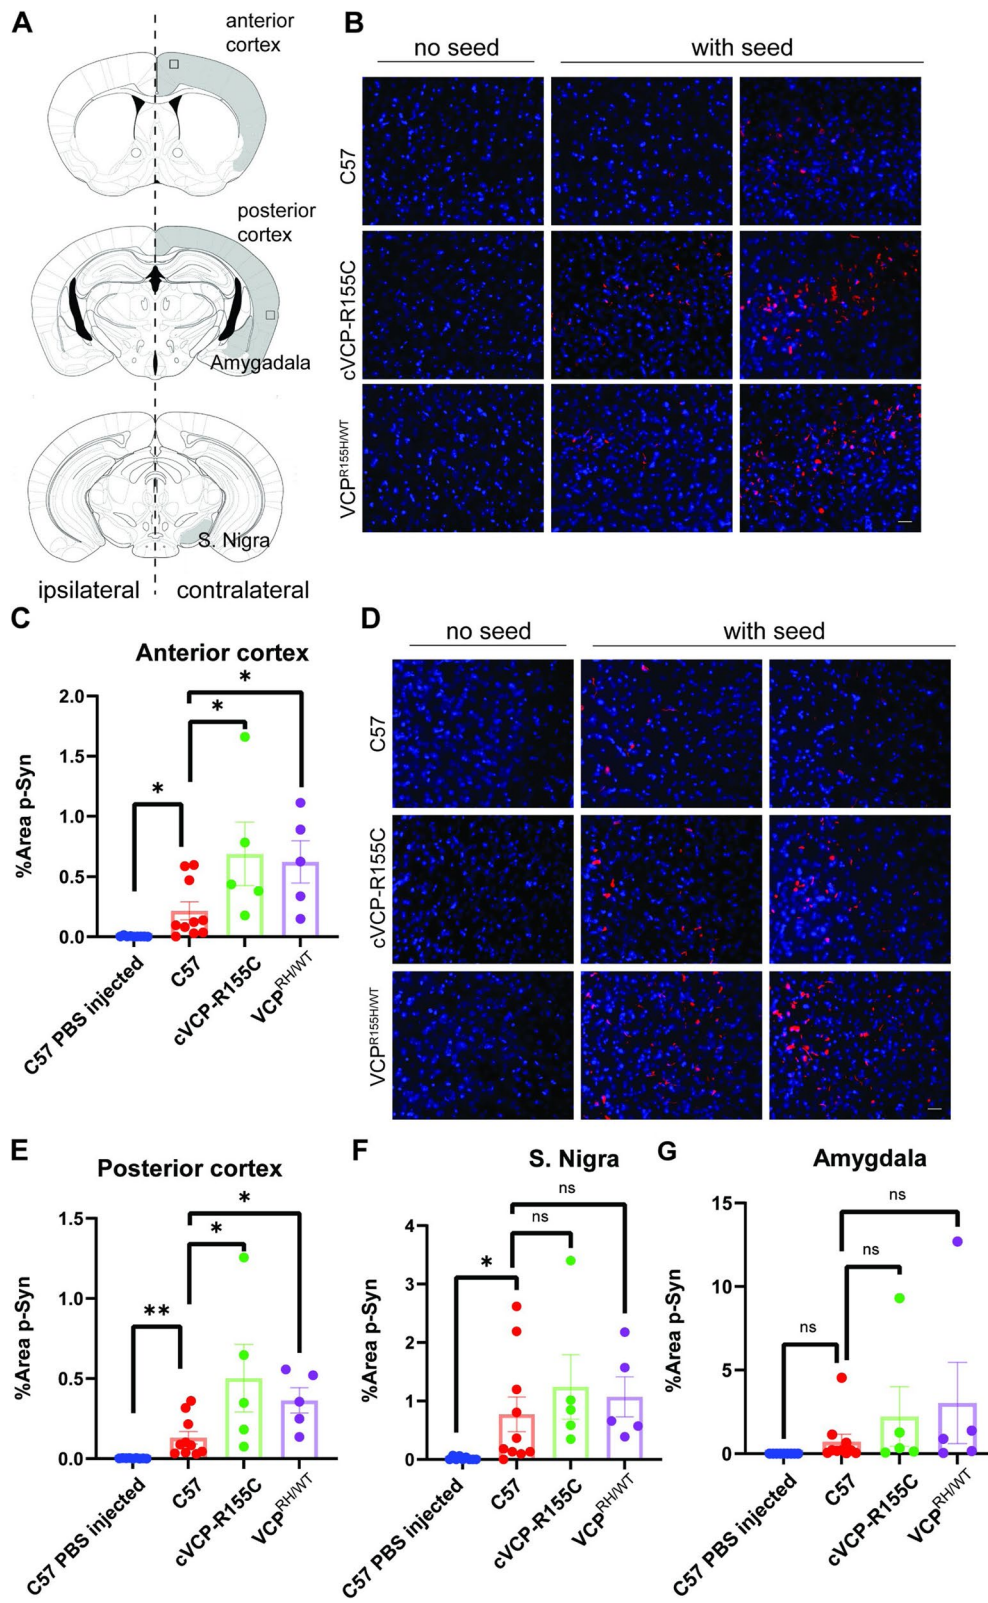 A
anterior
cortex
posterior
cortex
Amygadala
S. Nigra
ipsilateral
contralateral
B
no seed
with seed
C57
cVCP-R155C
VCPR155H/WT
C
Anterior cortex
%Area p-Syn
2.0
1.5
1.0
0.5
0.0
*
*
*
C57 PBS injected
C57
cVCP-R155C
VCPRH/WT
D
no seed
with seed
C57
cVCP-R155C
VCPR155H/WT
E
Posterior cortex
%Area p-Syn
1.5
1.0
0.5
0.0
**
*
*
C57 PBS injected
C57
cVCP-R155C
VCPRH/WT
F
S. Nigra
%Area p-Syn
4
3
2
1
0
*
ns
ns
C57 PBS injected
C57
cVCP-R155C
VCPRH/WT
G
Amygdala
%Area p-Syn
15
10
5
0
ns
ns
ns
C57 PBS injected
C57
cVCP-R155C
VCPRH/WT